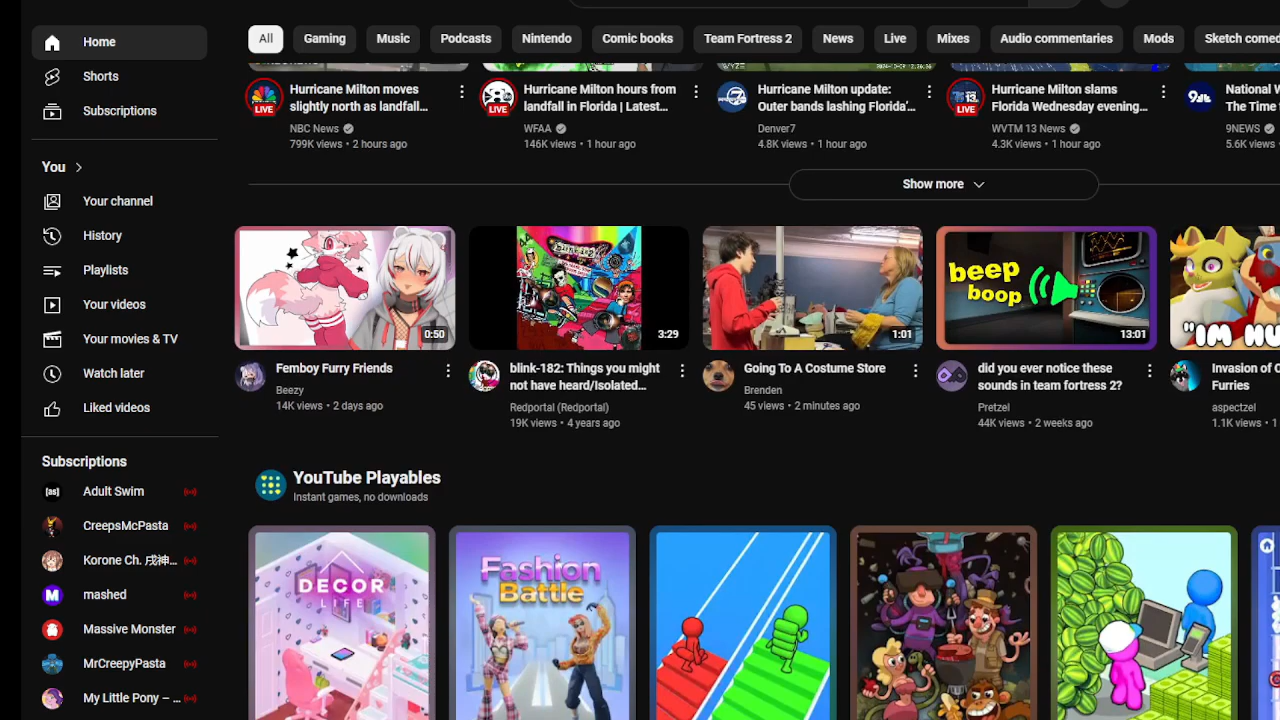 Home
Shorts
Subscriptions
You
Your channel
History
Playlists
Your videos
Your movies & TV
Watch later
Liked videos
Subscriptions
Adult Swim
CreepsMcPasta
Korone Ch. 戌神...
mashed
Massive Monster
MrCreepyPasta
My Little Pony – ...
All
Gaming
Music
Podcasts
Nintendo
Comic books
Team Fortress 2
News
Live
Mixes
Audio commentaries
Mods
Sketch comed
LIVE
Hurricane Milton moves
slightly north as landfall...
NBC News
799K views • 2 hours ago
LIVE
Hurricane Milton hours from
landfall in Florida | Latest...
WFAA
146K views • 1 hour ago
Hurricane Milton update:
Outer bands lashing Florida'...
Denver7
4.8K views • 1 hour ago
13
LIVE
Hurricane Milton slams
Florida Wednesday evening...
WVTM 13 News
4.3K views • 1 hour ago
National W
The Time
9NEWS
5.6K views •
Show more
0:50
Femboy Furry Friends
Beezy
14K views • 2 days ago
blink-182
3:29
blink-182: Things you might
not have heard/Isolated...
Redportal (Redportal)
19K views • 4 years ago
1:01
Going To A Costume Store
Brenden
45 views • 2 minutes ago
beep
boop
13:01
did you ever notice these
sounds in team fortress 2?
Pretzel
44K views • 2 weeks ago
"IM HU
Invasion of
Furries
aspectzel
1.1K views • 1
YouTube Playables
Instant games, no downloads
DECOR
LIFE
Fashion
Battle